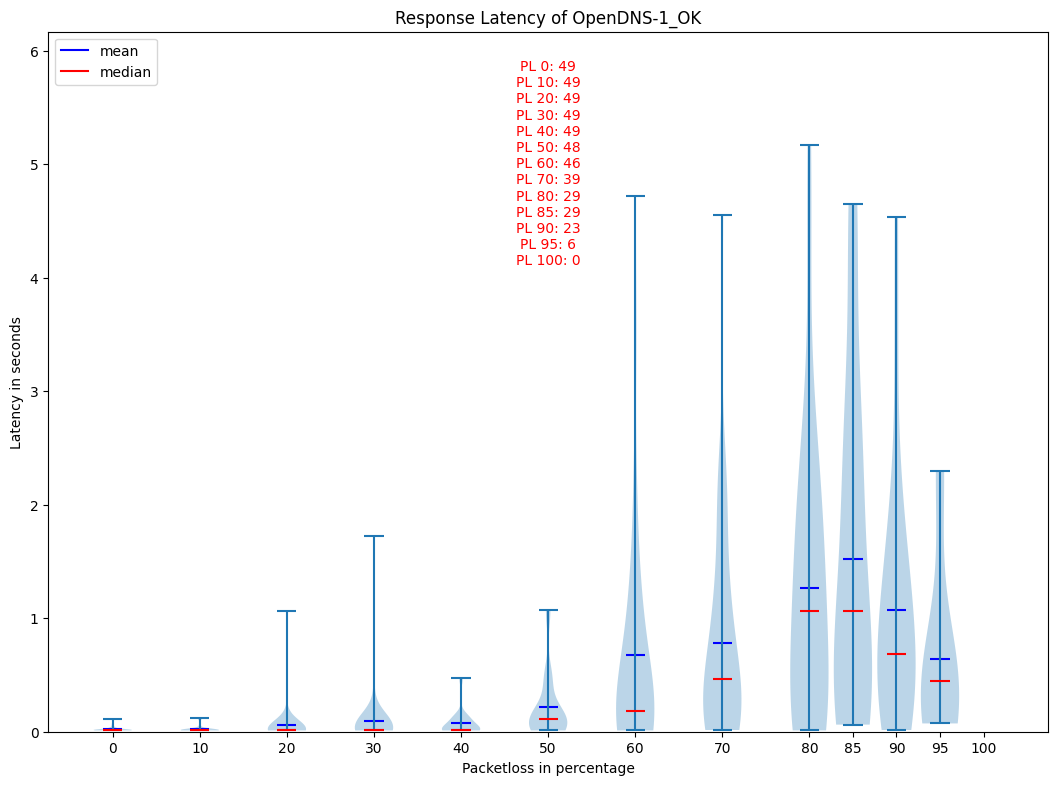 Response Latency of OpenDNS-1_OK
mean
median
PL 0: 49
PL 10: 49
PL 20: 49
PL 30: 49
PL 40: 49
PL 50: 48
PL 60: 46
PL 70: 39
PL 80: 29
PL 85: 29
PL 90: 23
PL 95: 6
PL 100: 0
Latency in seconds
6
5
4
3
2
1
0
0 10 20 30 40 50 60 70 80 85 90 95 100
Packetloss in percentage